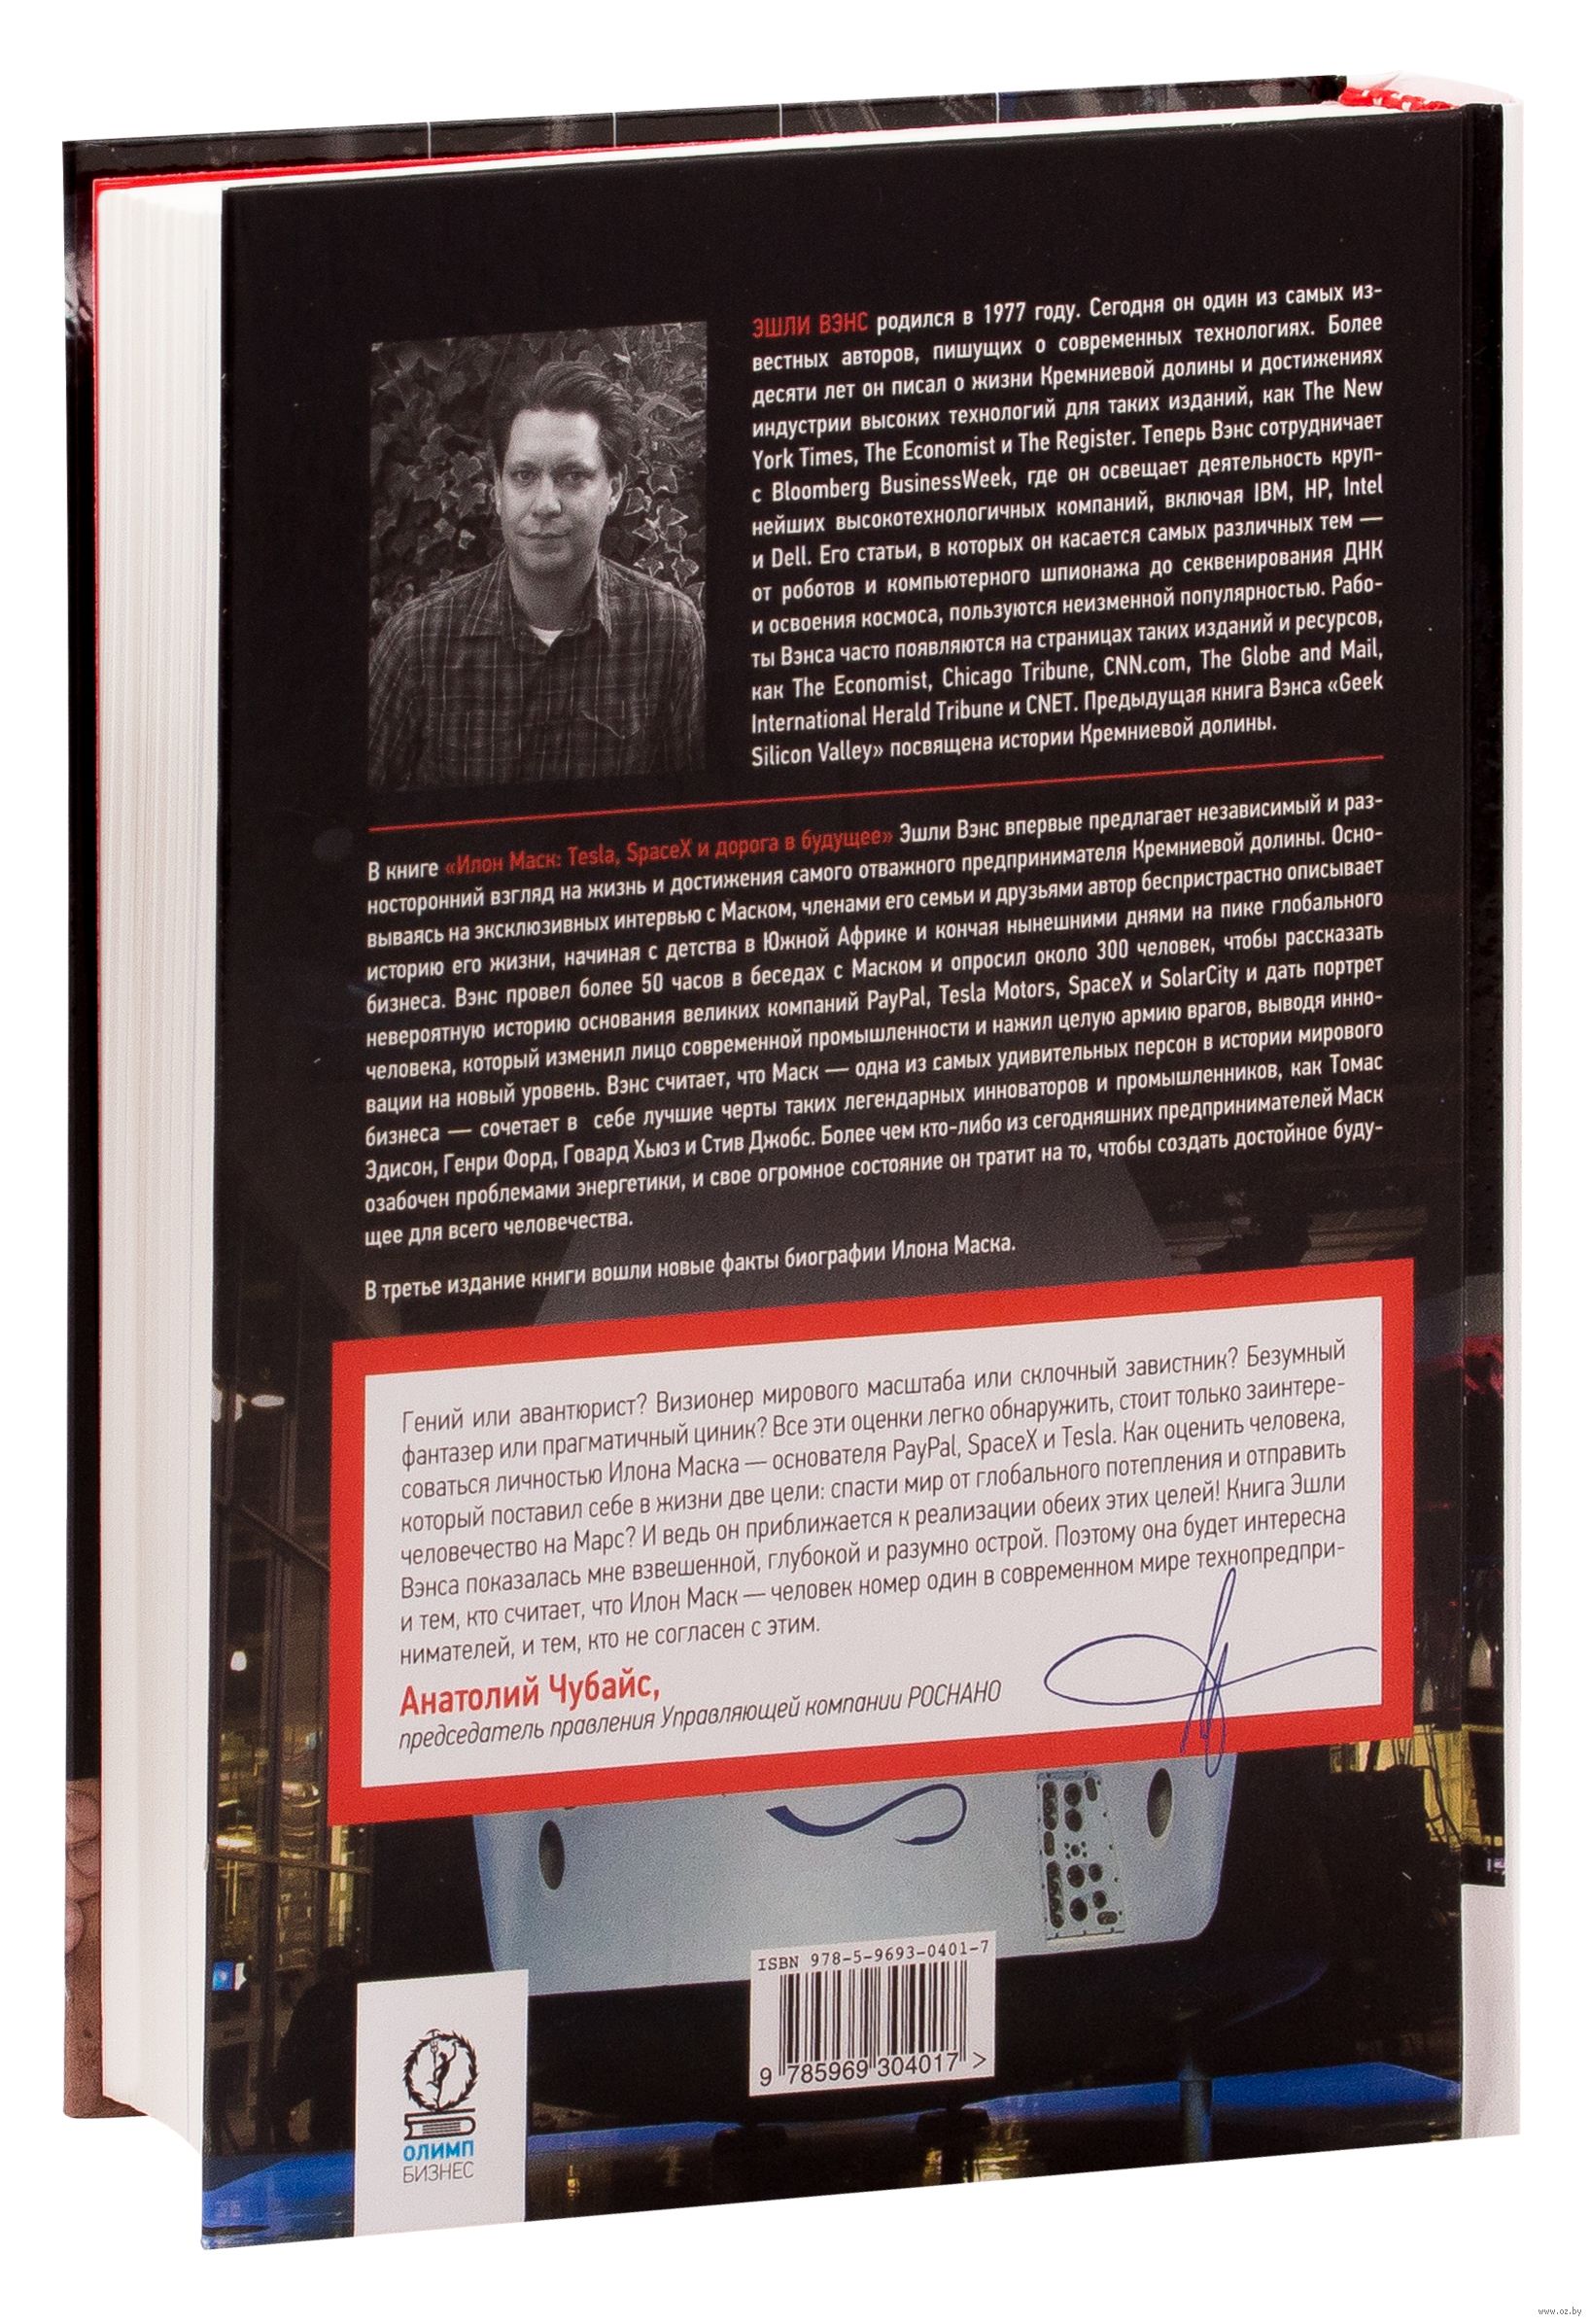 ЭШЛИ ВЭНС родился в 1977 году. Сегодня он один из самых из-
вестных авторов, пишущих о современных технологиях. Более
десяти лет он писал о жизни Кремниевой долины и достижениях
индустрии высоких технологий для таких изданий, как The New
York Times, The Economist и The Register. Теперь Вэнс сотрудничает
с Bloomberg BusinessWeek, где он освещает деятельность круп-
нейших высокотехнологичных компаний, включая IBM, HP, Intel
и Dell. Его статьи, в которых он касается самых различных тем —
от роботов и компьютерного шпионажа до секвенирования ДНК
и освоения космоса, пользуются неизменной популярностью. Рабо-
ты Вэнса часто появляются на страницах таких изданий и ресурсов,
как The Economist, Chicago Tribune, CNN.com, The Globe and Mail,
International Herald Tribune и CNET. Предыдущая книга Вэнса «Geek
Silicon Valley» посвящена истории Кремниевой долины.
В книге «Илон Маск: Tesla, SpaceX и дорога в будущее» Эшли Вэнс впервые предлагает независимый и раз-
носторонний взгляд на жизнь и достижения самого отважного предпринимателя Кремниевой долины. Осно-
вываясь на эксклюзивных интервью с Маском, членами его семьи и друзьями автор беспристрастно описывает
историю его жизни, начиная с детства в Южной Африке и кончая нынешними днями на пике глобального
бизнеса. Вэнс провел более 50 часов в беседах с Маском и опросил около 300 человек, чтобы рассказать
невероятную историю основания великих компаний PayPal, Tesla Motors, SpaceX и SolarCity и дать портрет
человека, который изменил лицо современной промышленности и нажил целую армию врагов, выводя инно-
вации на новый уровень. Вэнс считает, что Маск — одна из самых удивительных персон в истории мирового
бизнеса — сочетает в себе лучшие черты таких легендарных инноваторов и промышленников, как Томас
Эдисон, Генри Форд, Говард Хьюз и Стив Джобс. Более чем кто-либо из сегодняшних предпринимателей Маск
озабочен проблемами энергетики, и свое огромное состояние он тратит на то, чтобы создать достойное буду-
щее для всего человечества.
В третье издание книги вошли новые факты биографии Илона Маска.
Гений или авантюрист? Визионер мирового масштаба или склочный завистник? Безумный
фантазер или прагматичный циник? Все эти оценки легко обнаружить, стоит только заинтере-
соваться личностью Илона Маска — основателя PayPal, SpaceX и Tesla. Как оценить человека,
который поставил себе в жизни две цели: спасти мир от глобального потепления и отправить
человечество на Марс? И ведь он приближается к реализации обеих этих целей! Книга Эшли
Вэнса показалась мне взвешенной, глубокой и разумно острой. Поэтому она будет интересна
и тем, кто считает, что Илон Маск — человек номер один в современном мире технопредпри-
нимателей, и тем, кто не согласен с этим.
Анатолий Чубайс,
председатель правления Управляющей компании РОСНАНО
ISBN 978-5-9693-0401-7
9 785969 304017 >
ОЛИМП
БИЗНЕС
www.oz.by